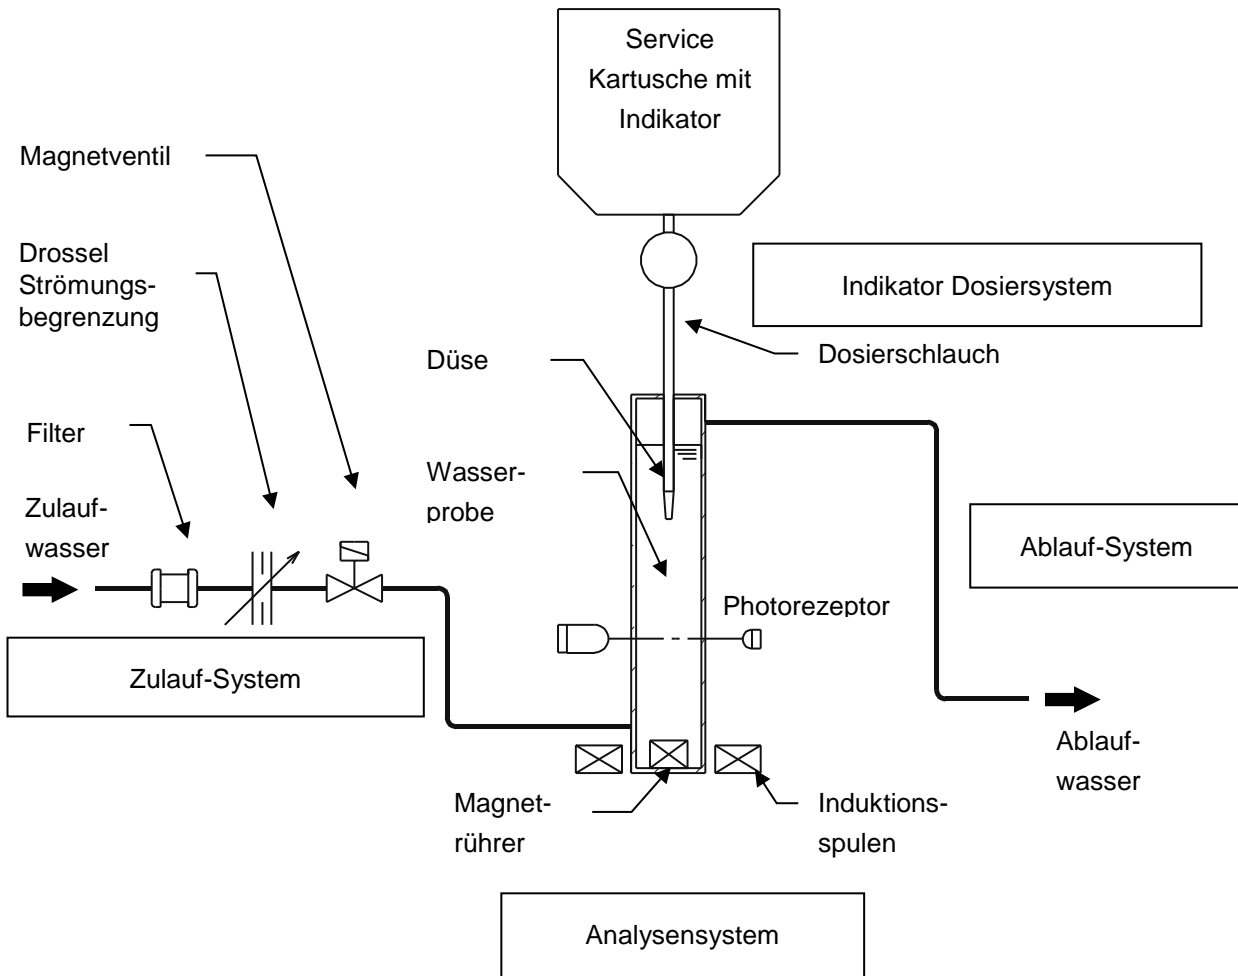 Service
Kartusche mit
Indikator
Magnetventil
Drossel
Strömungs-
begrenzung
Indikator Dosiersystem
Düse
Dosierschlauch
Filter
Wasser-
probe
Zulauf-
wasser
Ablauf-System
Photorezeptor
Zulauf-System
Ablauf-
wasser
Magnet-
rührer
Induktions-
spulen
Analysensystem